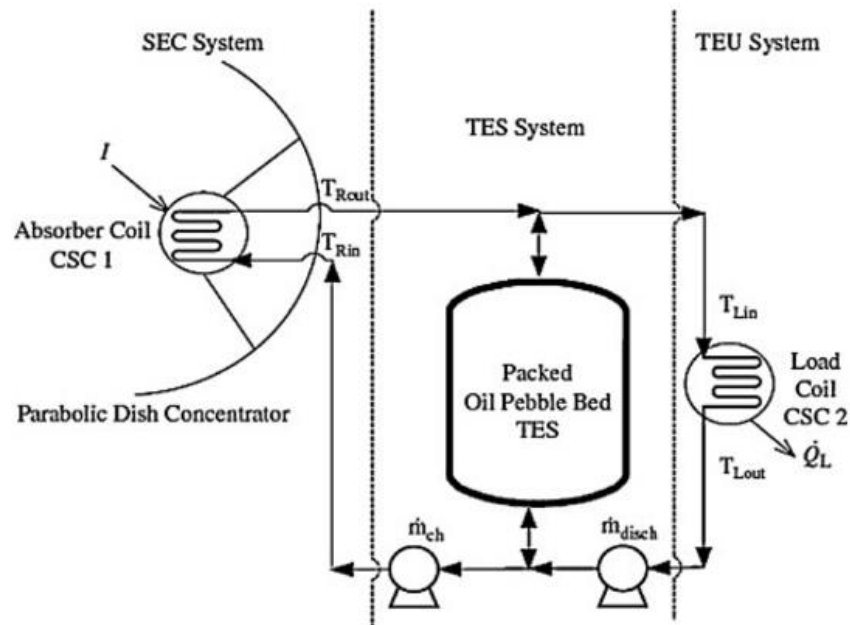 SEC System
TEU System
TES System
I
T_Rout
Absorber Coil
CSC 1
T_Rin
T_Lin
Packed
Oil Pebble Bed
TES
Load
Coil
CSC 2
Parabolic Dish Concentrator
Q̇_L
T_Lout
ṁ_ch
ṁ_disch